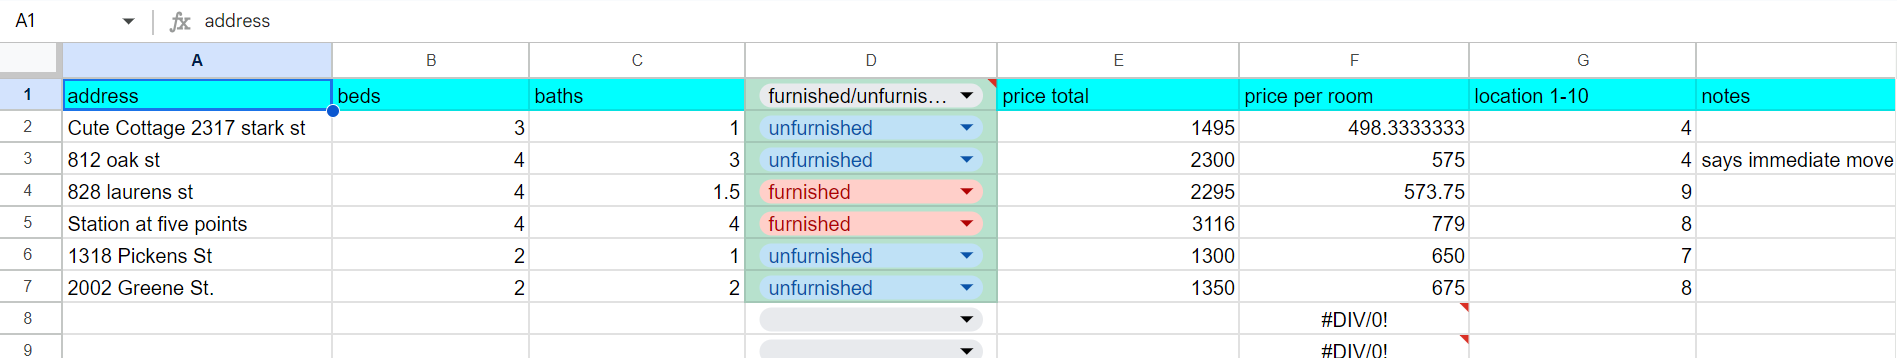 A1 fx address
A B C D E F G
1 address beds baths furnished/unfurnis... price total price per room location 1-10 notes
2 Cute Cottage 2317 stark st 3 1 unfurnished 1495 498.3333333 4
3 812 oak st 4 3 unfurnished 2300 575 4 says immediate move
4 828 laurens st 4 1.5 furnished 2295 573.75 9
5 Station at five points 4 4 furnished 3116 779 8
6 1318 Pickens St 2 1 unfurnished 1300 650 7
7 2002 Greene St. 2 2 unfurnished 1350 675 8
8 #DIV/0!
9 #DIV/0!